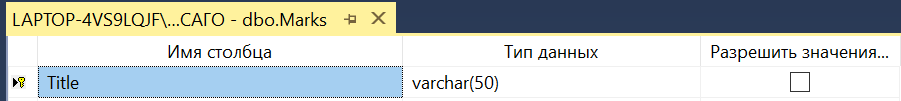 LAPTOP-4VS9LQJF\...САГО - dbo.Marks
Имя столбца Тип данных Разрешить значения...
Title varchar(50)